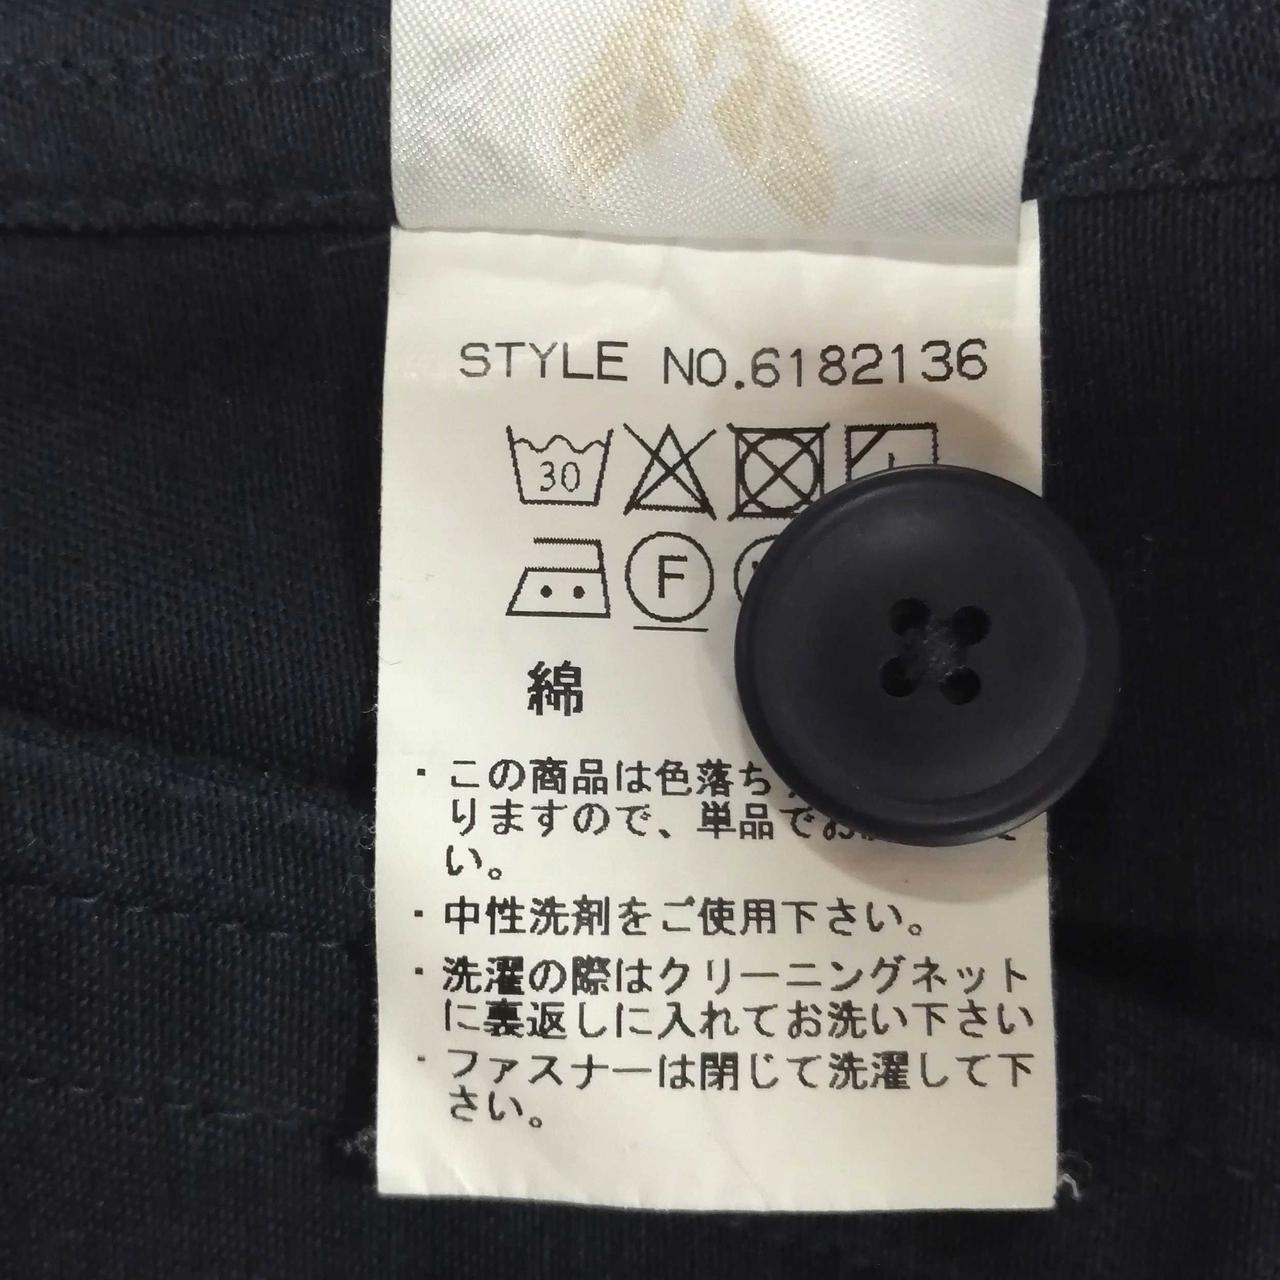 STYLE NO.6182136
30
F
綿
・この商品は色落ち
りますので、単品でお
い。
・中性洗剤をご使用下さい。
・洗濯の際はクリーニングネット
に裏返しに入れてお洗い下さい
・ファスナーは閉じて洗濯して下
さい。